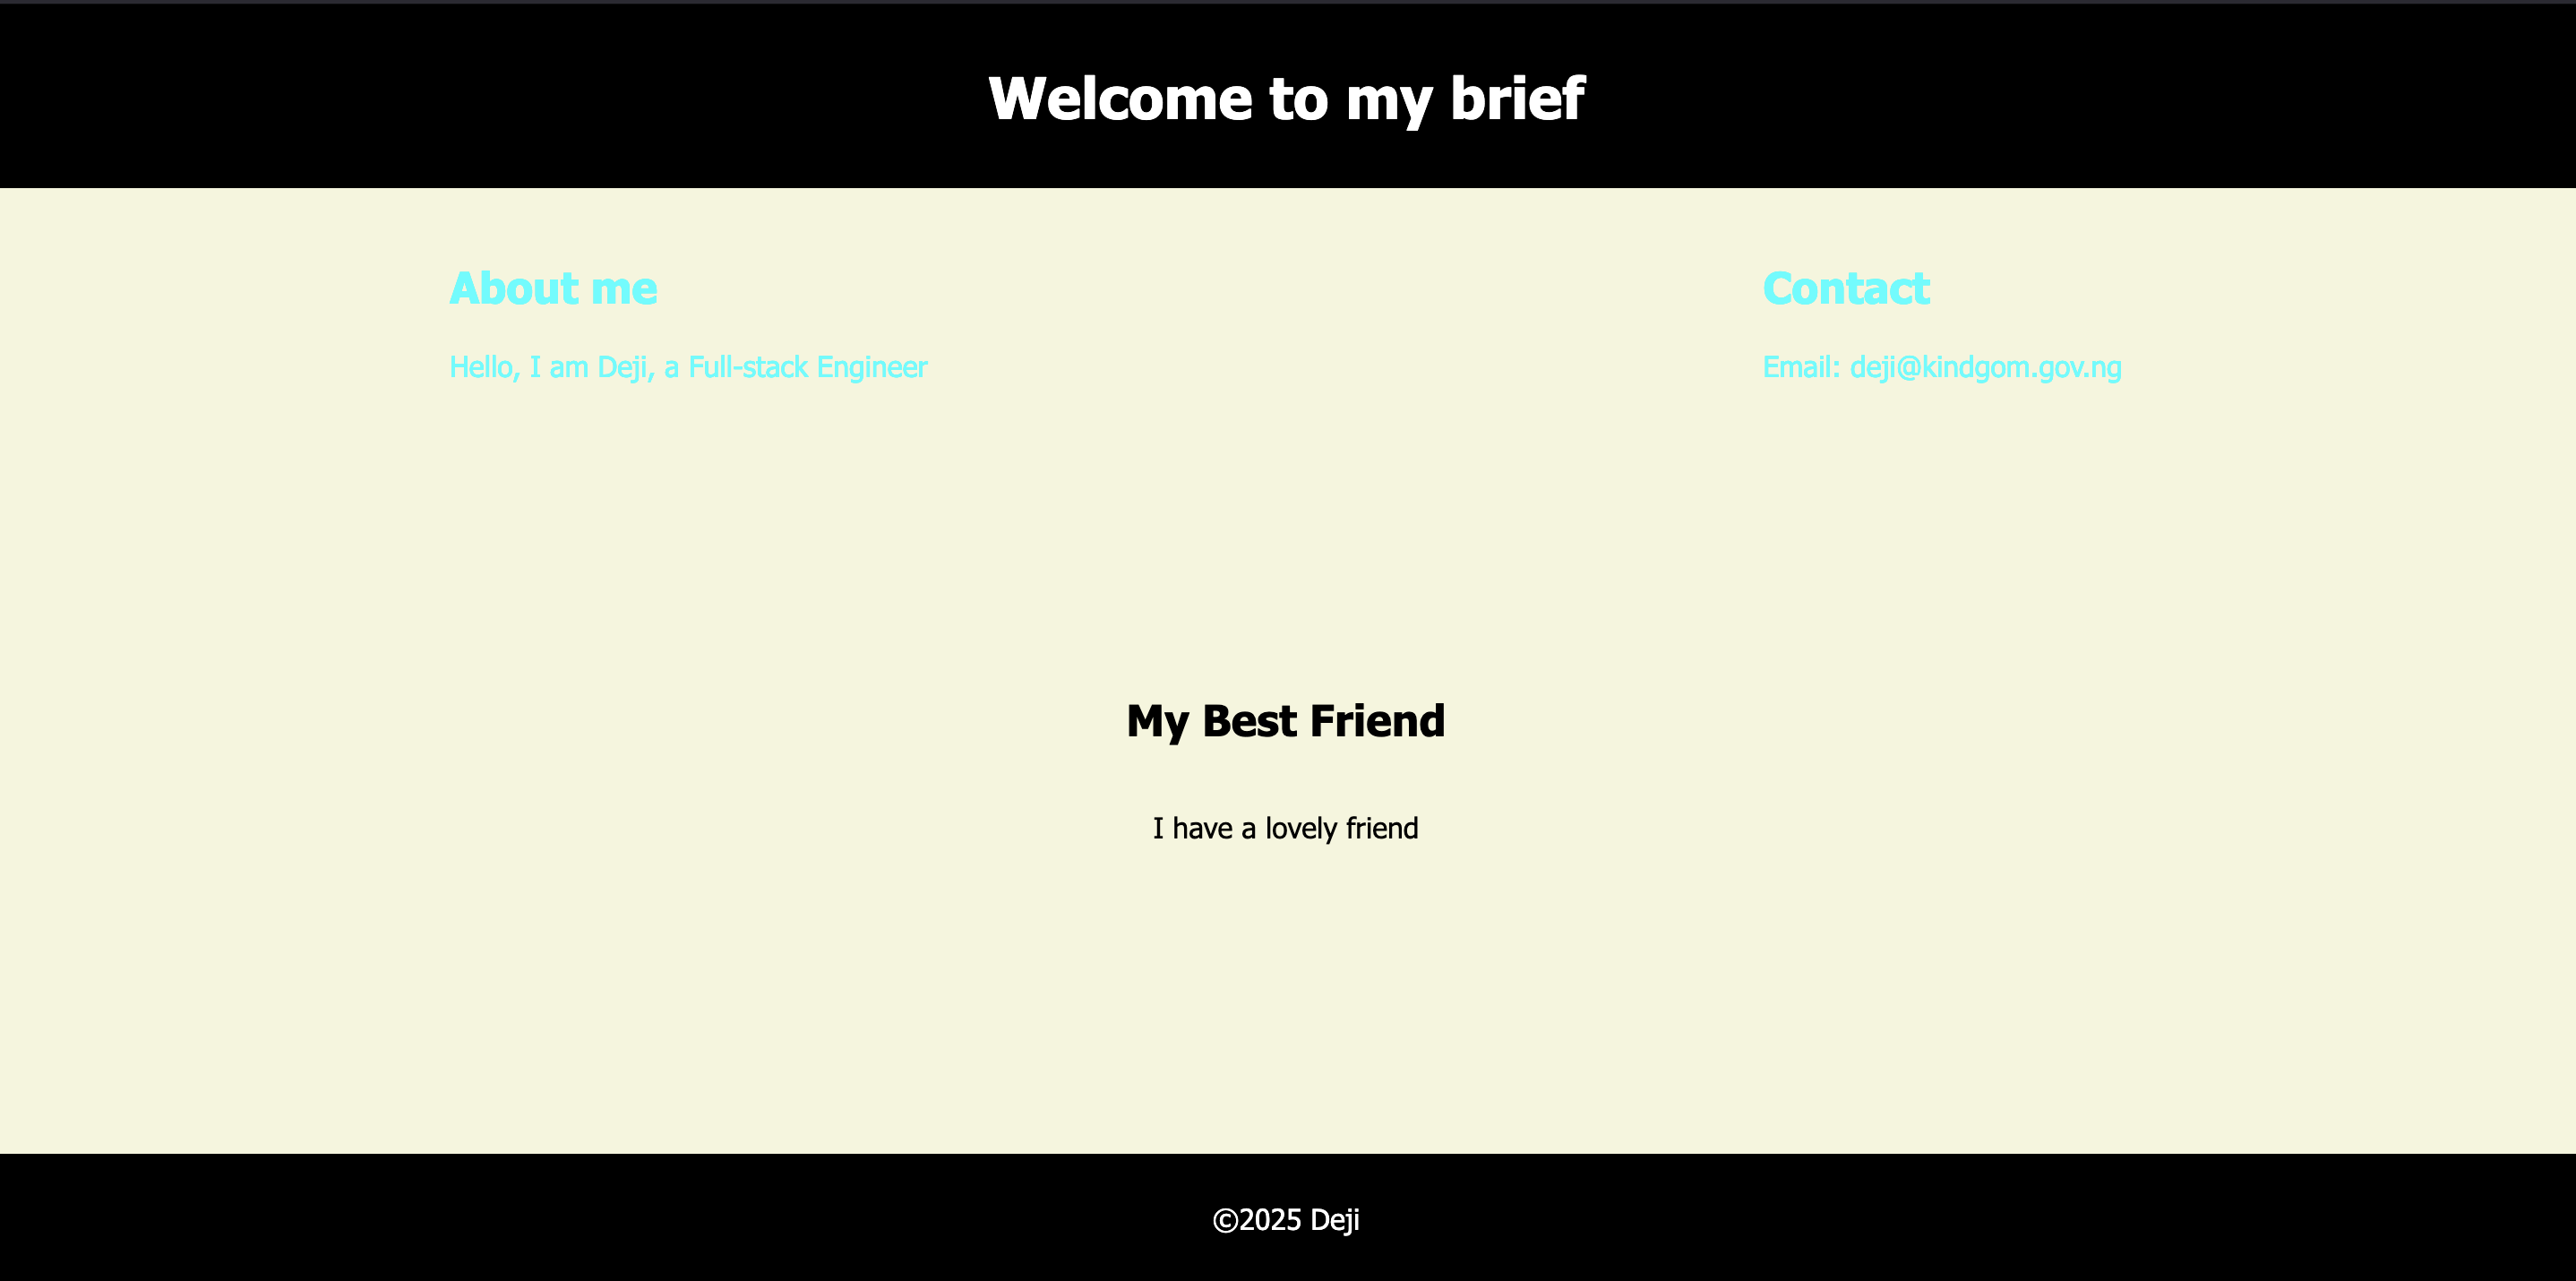 Welcome to my brief
About me
Hello, I am Deji, a Full-stack Engineer
Contact
Email: deji@kindgom.gov.ng
My Best Friend
I have a lovely friend
©2025 Deji